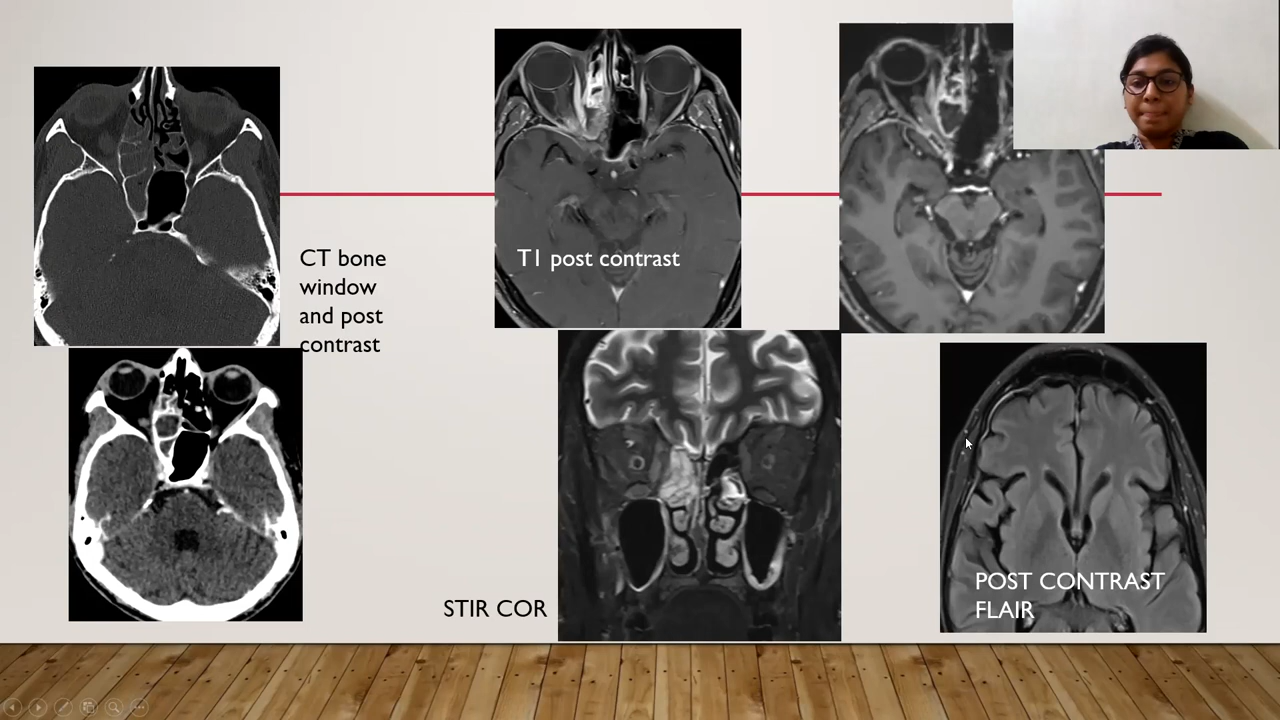 CT bone
window
and post
contrast
T1 post contrast
STIR COR
POST CONTRAST
FLAIR